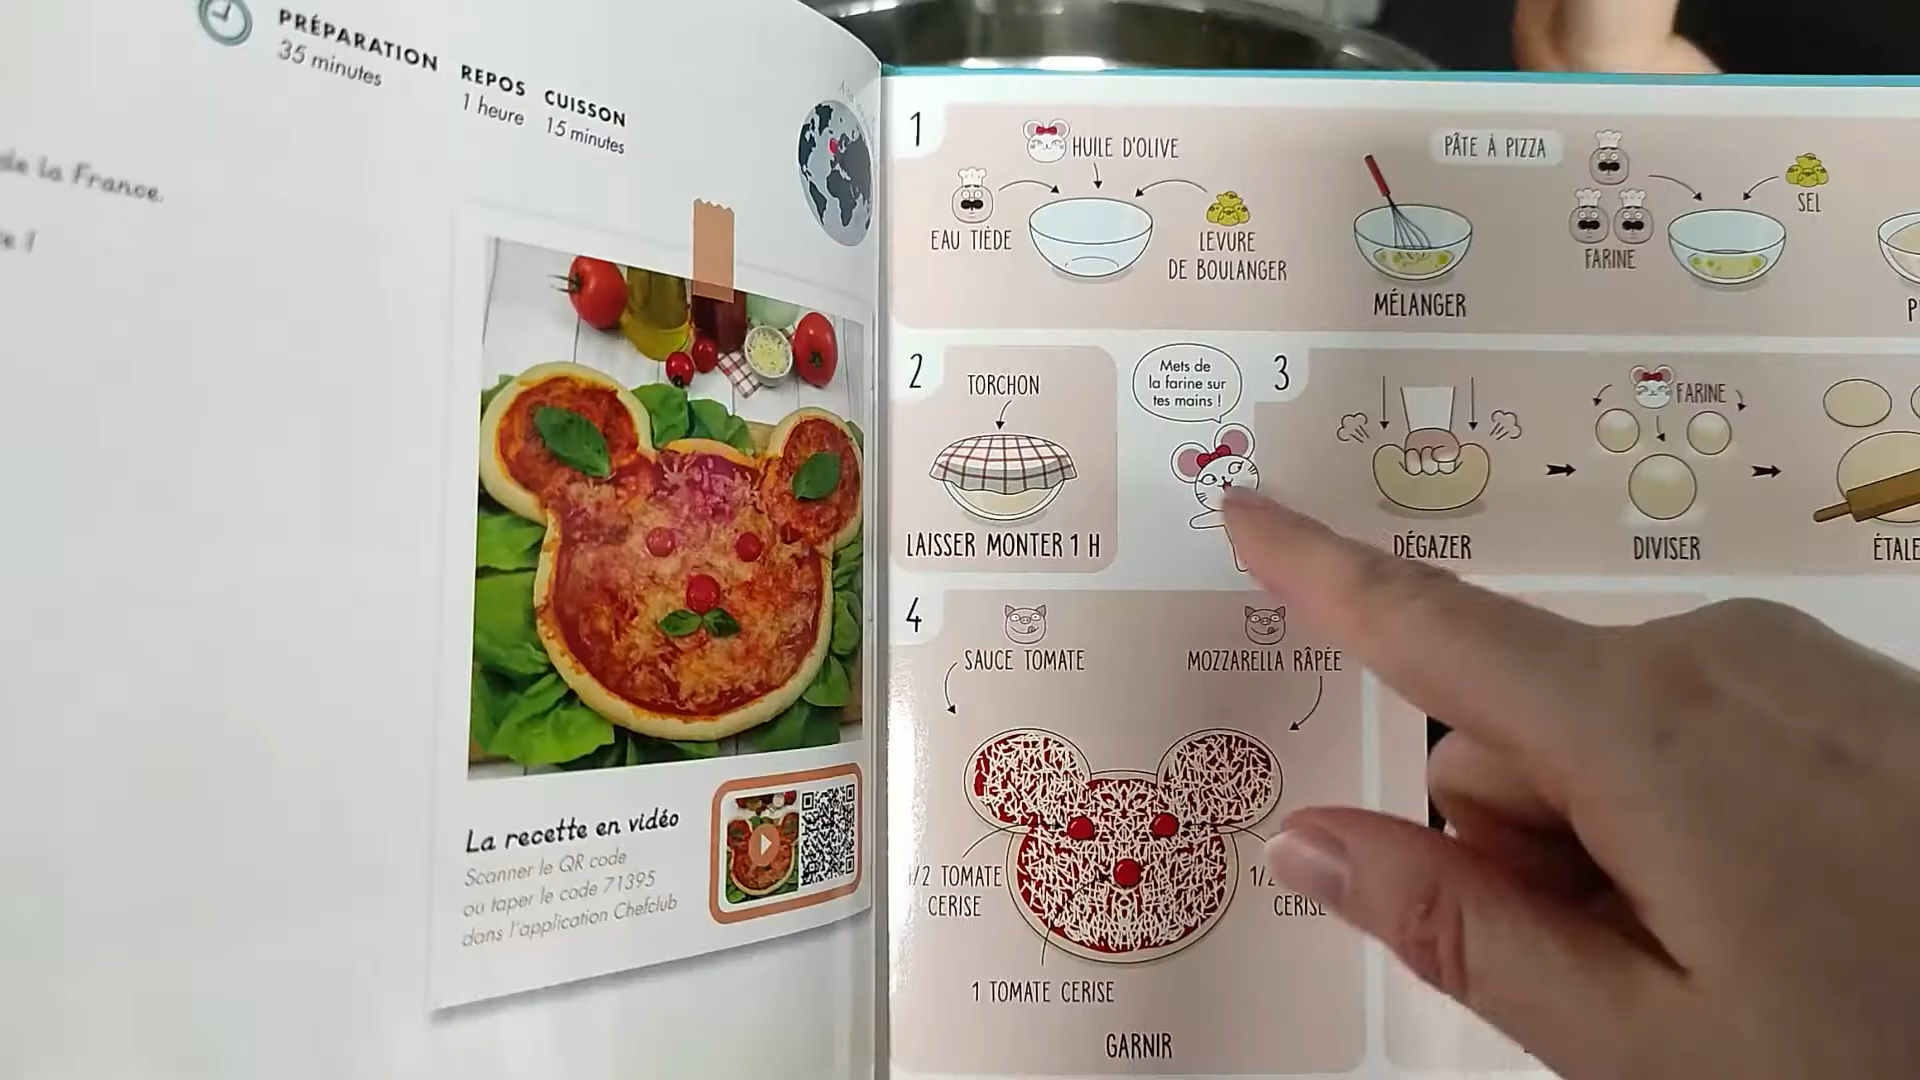 PRÉPARATION
35 minutes
REPOS
1 heure
CUISSON
15 minutes
de la France.
La recette en vidéo
Scanner le QR code
ou taper le code 71395
dans l'application Chefclub
1
HUILE D'OLIVE
EAU TIÈDE
LEVURE
DE BOULANGER
MÉLANGER
PÂTE À PIZZA
FARINE
SEL
2
TORCHON
LAISSER MONTER 1 H
Mets de
la farine sur
tes mains !
3
DÉGAZER
FARINE
DIVISER
4
SAUCE TOMATE
MOZZARELLA RÂPÉE
1/2 TOMATE
CERISE
CERISE
1 TOMATE CERISE
GARNIR